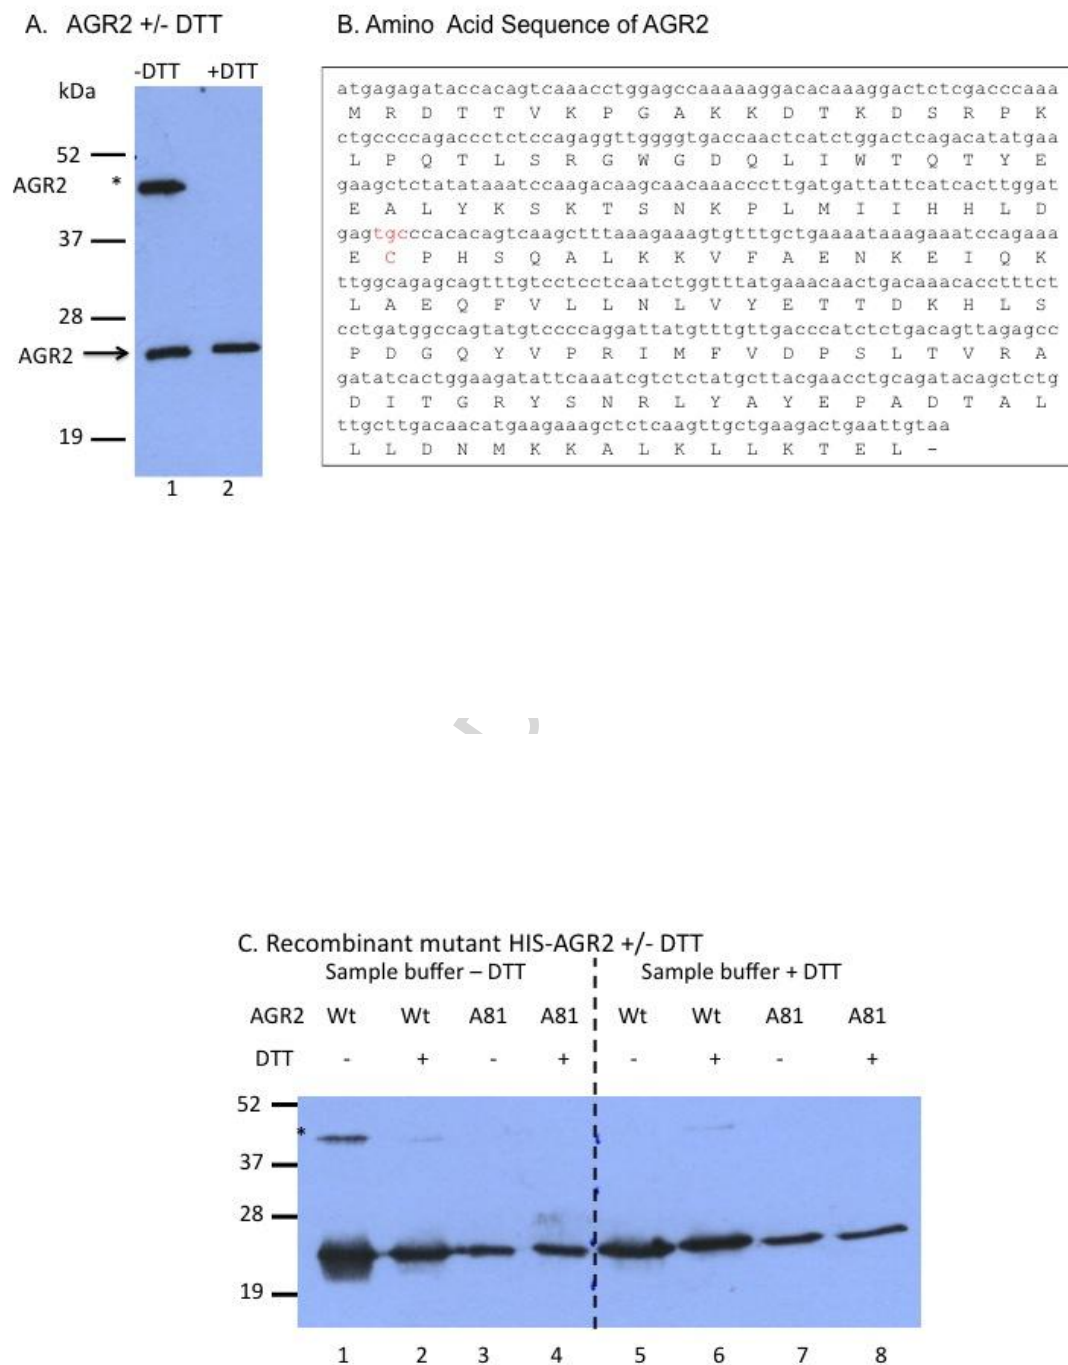 A. AGR2 +/- DTT
B. Amino Acid Sequence of AGR2
-DTT +DTT
kDa
52
AGR2 *
37
28
AGR2
19
1 2
atgagagataccacagtcaaacctggagccaaaaaggacacaaaggactctcgacccaaa
M R D T T V K P G A K K D T K D S R P K
ctgccccagaccctctccagaggttggggtgaccaactcatctggactcagacatatgaa
L P Q T L S R G W G D Q L I W T Q T Y E
gaagctctatataaatccaagacaagcaacaaacccttgatgattattcatcacttggat
E A L Y K S K T S N K P L M I I H H L D
gagtgcccacacagtcaagctttaaagaaagtgtttgctgaaaataaagaaatccagaaa
E C P H S Q A L K K V F A E N K E I Q K
ttggcagagcagtttgtcctcctcaatctggtttatgaaacaactgacaaacacctttct
L A E Q F V L L N L V Y E T T D K H L S
cctgatggccagtatgtccccaggattatgtttgttgacccatctctgacagttagagcc
P D G Q Y V P R I M F V D P S L T V R A
gatatcactggaagatattcaaatcgtctctatgcttacgaacctgcagatacagctctg
D I T G R Y S N R L Y A Y E P A D T A L
ttgcttgacaacatgaagaaagctctcaagttgctgaagactgaattgtaa
L L D N M K K A L K L L K T E L -
C. Recombinant mutant HIS-AGR2 +/- DTT
Sample buffer – DTT Sample buffer + DTT
AGR2 Wt Wt A81 A81 Wt Wt A81 A81
DTT - + - + - + - +
52
*
37
28
19
1 2 3 4 5 6 7 8